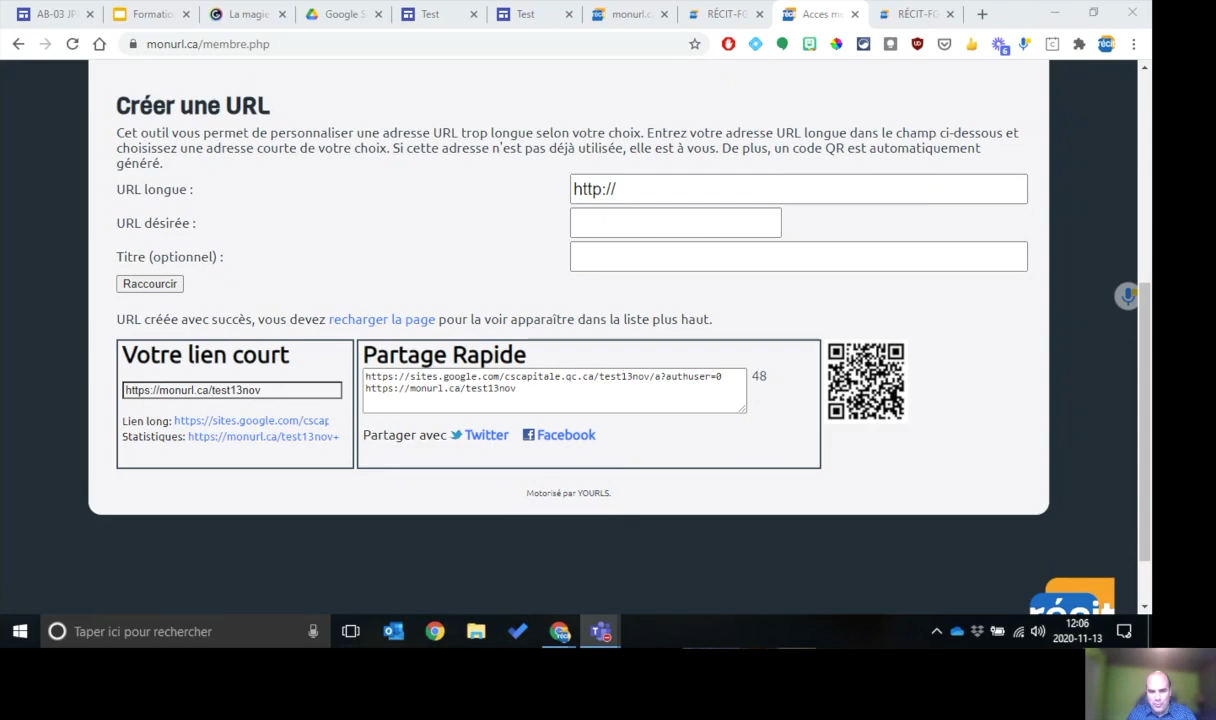 AB-03 JP
Formatio
La magie
Google S
Test
Test
monurl.c
RÉCIT-FG
Acces me
RÉCIT-FG
monurl.ca/membre.php
Créer une URL
Cet outil vous permet de personnaliser une adresse URL trop longue selon votre choix. Entrez votre adresse URL longue dans le champ ci-dessous et
choisissez une adresse courte de votre choix. Si cette adresse n'est pas déjà utilisée, elle est à vous. De plus, un code QR est automatiquement
généré.
URL longue :
http://
URL désirée :
Titre (optionnel) :
Raccourcir
URL créée avec succès, vous devez recharger la page pour la voir apparaître dans la liste plus haut.
Votre lien court
https://monurl.ca/test13nov
Lien long: https://sites.google.com/cscap
Statistiques: https://monurl.ca/test13nov+
Partage Rapide
https://sites.google.com/cscapitale.qc.ca/test13nov/a?authuser=0
https://monurl.ca/test13nov
48
Partager avec Twitter Facebook
Motorisé par YOURLS.
récit
Taper ici pour rechercher
12:06
2020-11-13